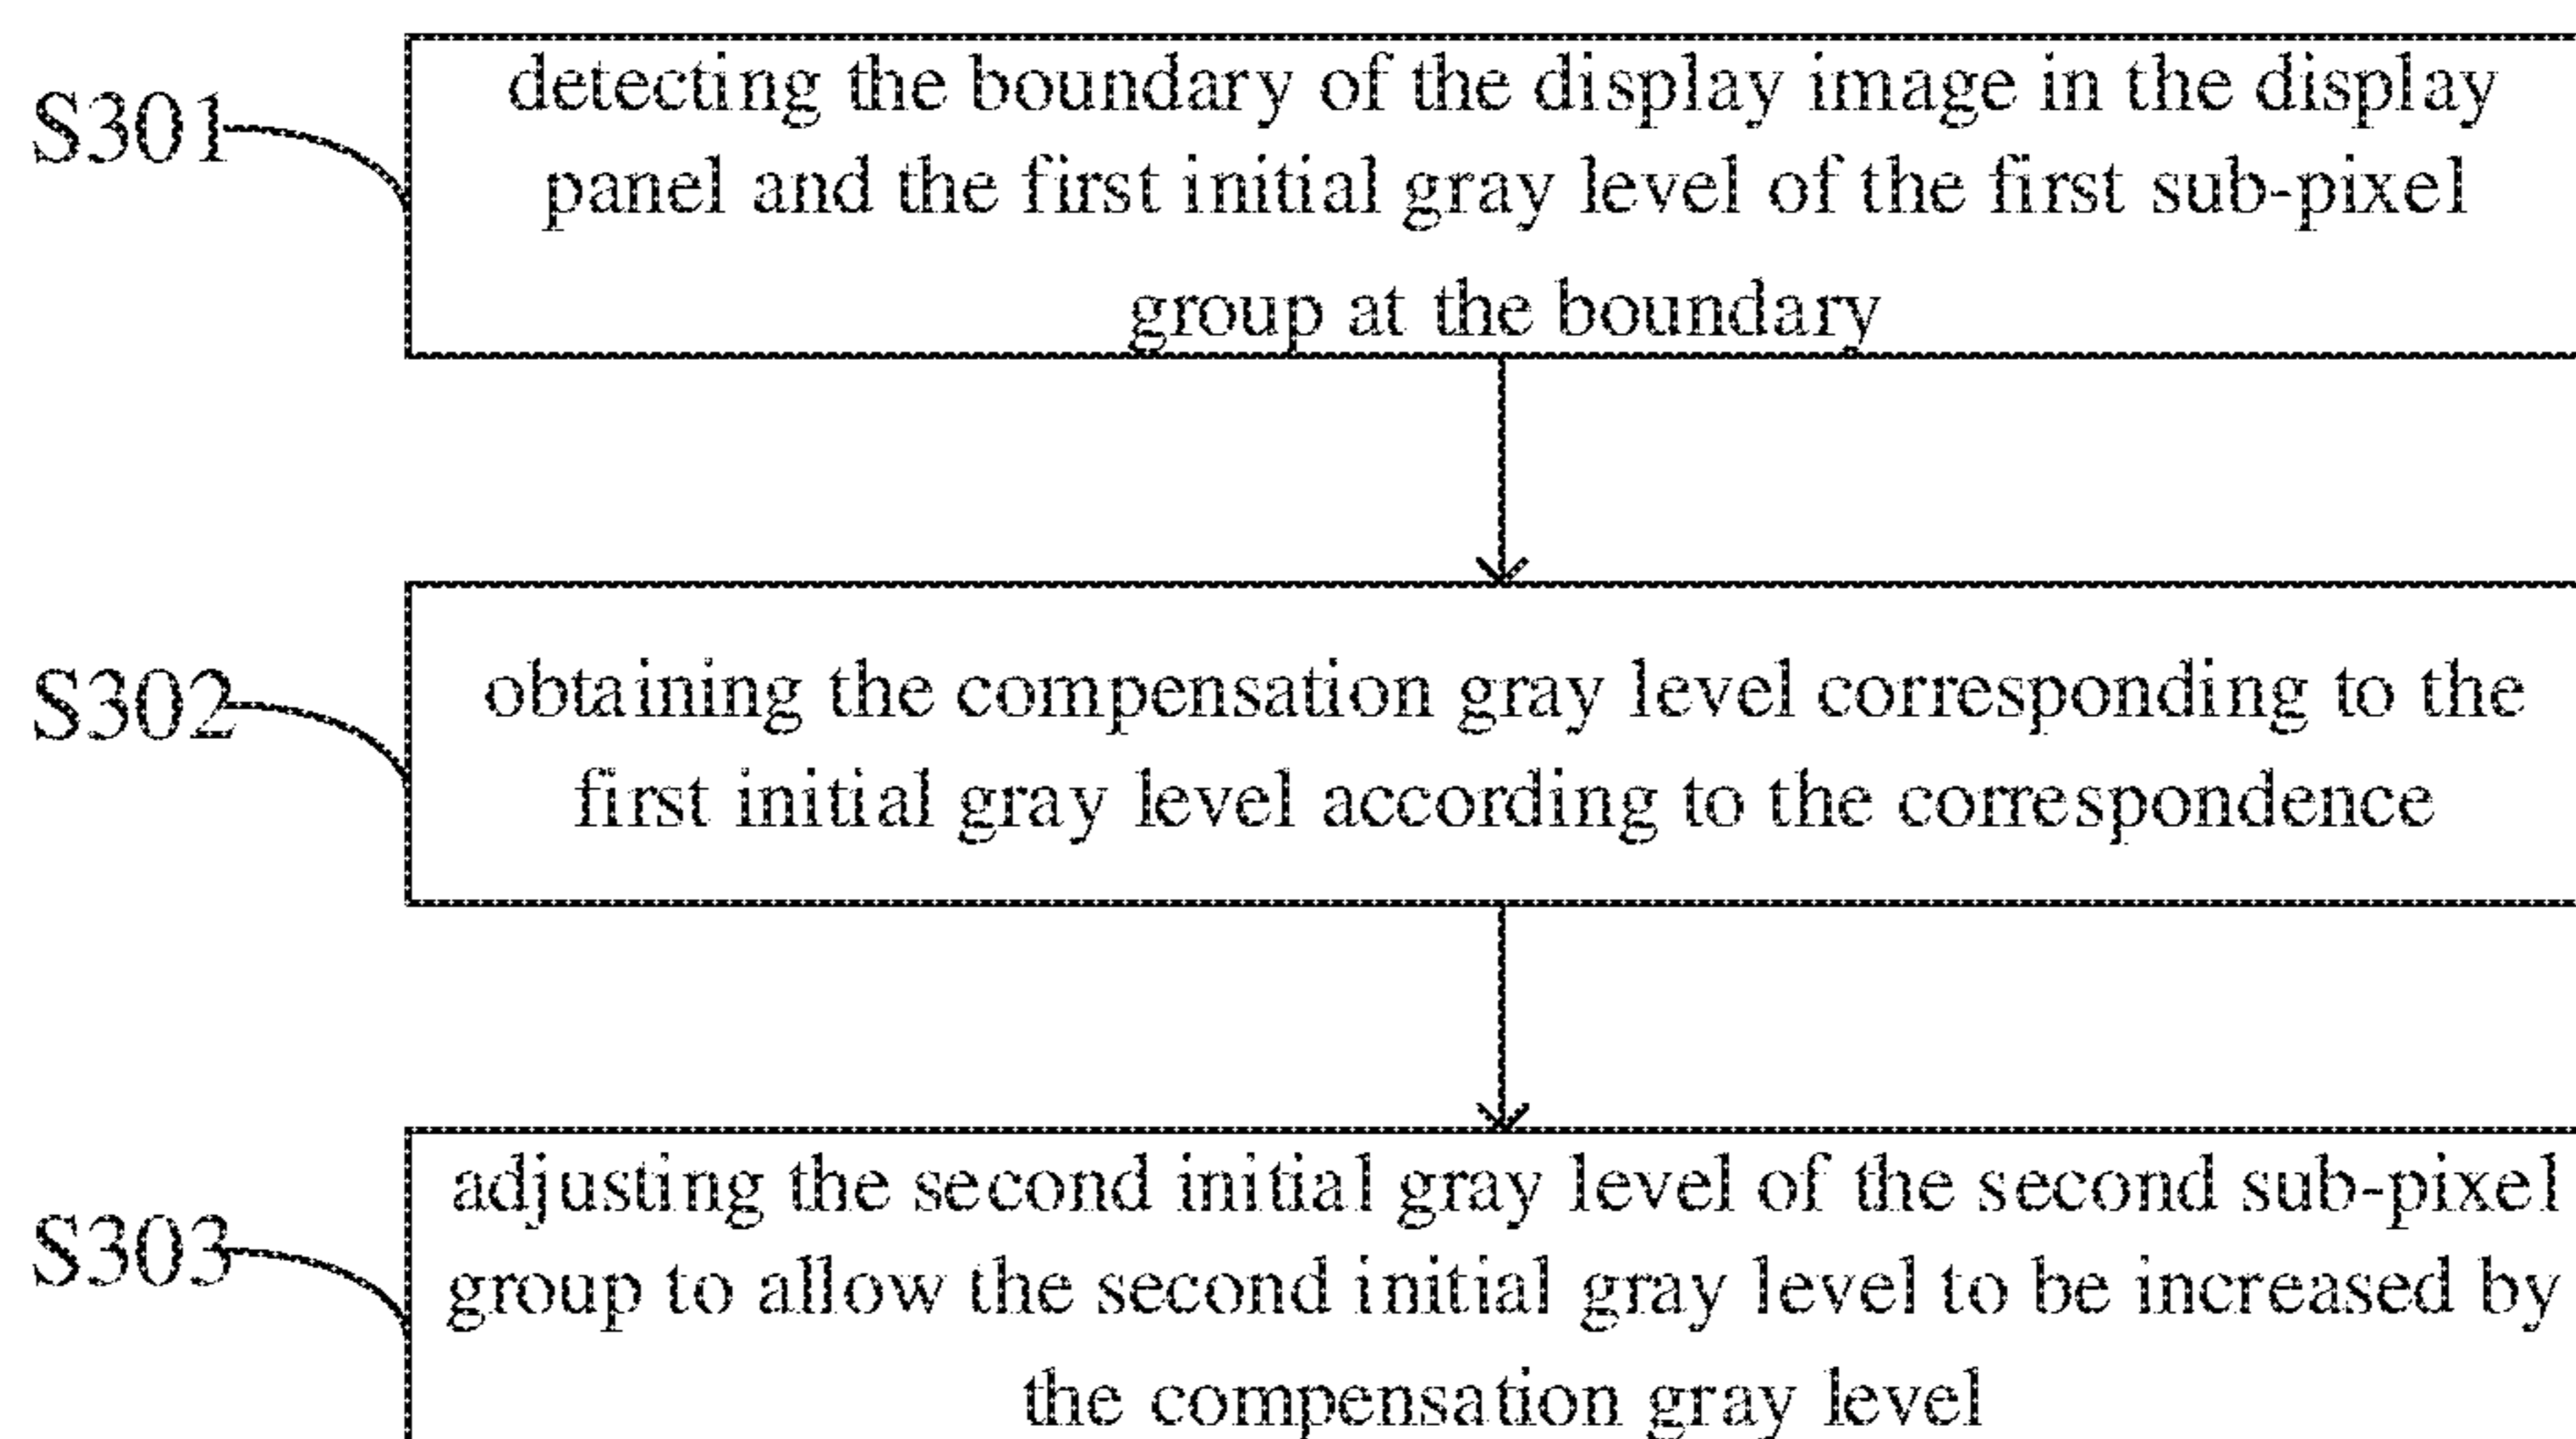 S301
detecting the boundary of the display image in the display
panel and the first initial gray level of the first sub-pixel
group at the boundary
S302
obtaining the compensation gray level corresponding to the
first initial gray level according to the correspondence
S303
adjusting the second initial gray level of the second sub-pixel
group to allow the second initial gray level to be increased by
the compensation gray level